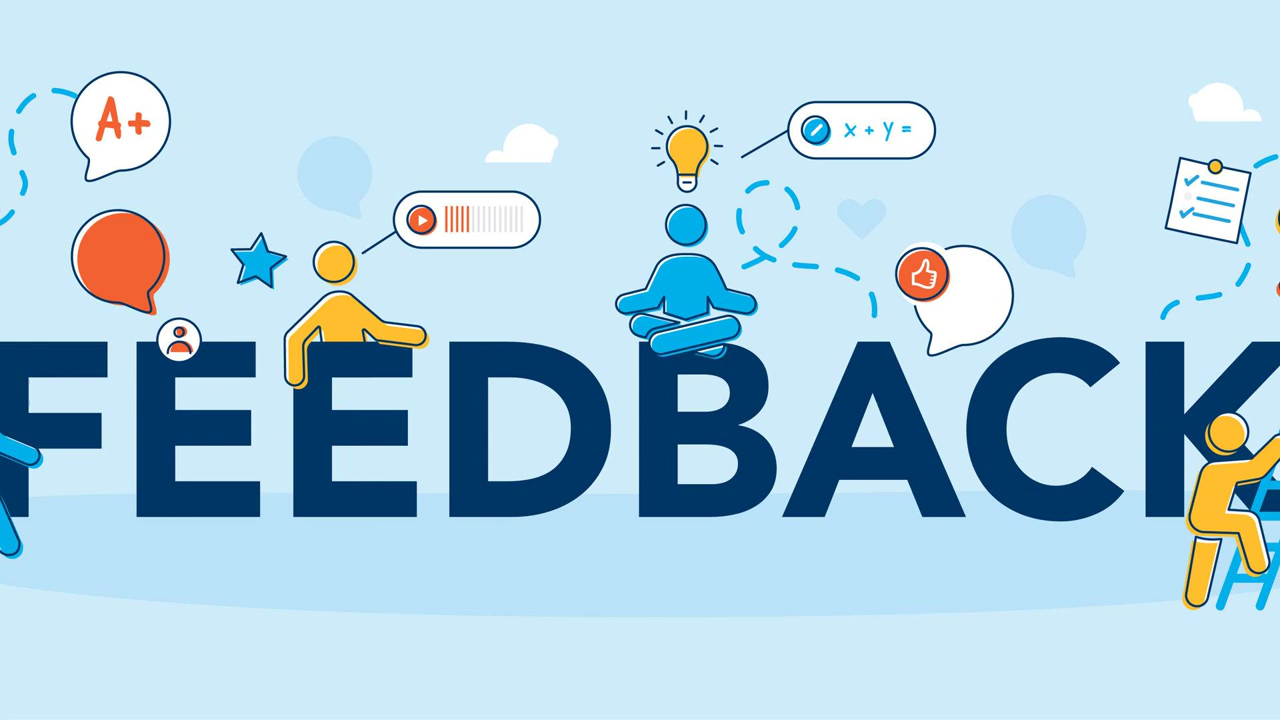 A+
x + y =
FEEDBACK